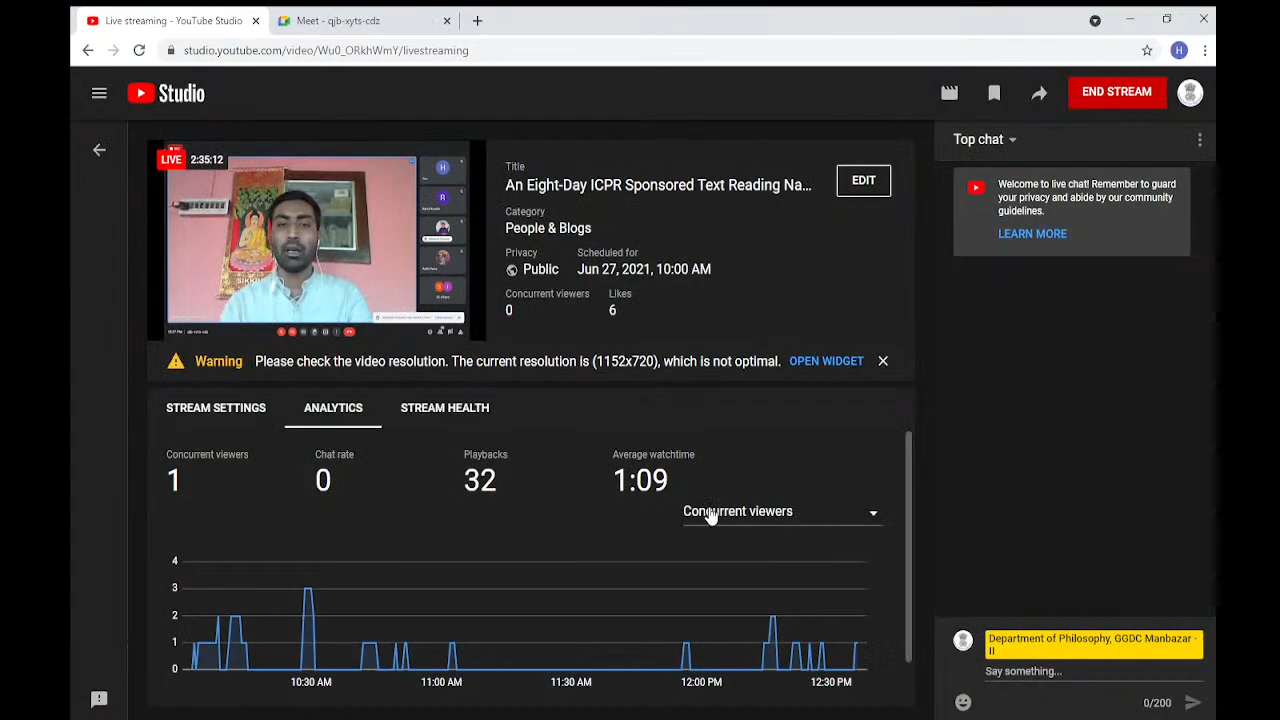 Live streaming - YouTube Studio
Meet - qjb-xyts-cdz
studio.youtube.com/video/Wu0_ORkhWmY/livestreaming
H
Studio
END STREAM
LIVE 2:35:12
H
R
SIKKIM
Title
An Eight-Day ICPR Sponsored Text Reading Na...
EDIT
Category
People & Blogs
Privacy
Public
Scheduled for
Jun 27, 2021, 10:00 AM
Concurrent viewers
0
Likes
6
Warning Please check the video resolution. The current resolution is (1152x720), which is not optimal. OPEN WIDGET
STREAM SETTINGS
ANALYTICS
STREAM HEALTH
Concurrent viewers
1
Chat rate
0
Playbacks
32
Average watchtime
1:09
Concurrent viewers
4
3
2
1
0
10:30 AM
11:00 AM
11:30 AM
12:00 PM
12:30 PM
Top chat
Welcome to live chat! Remember to guard
your privacy and abide by our community
guidelines.
LEARN MORE
Department of Philosophy, GGDC Manbazar -
II
Say something...
0/200